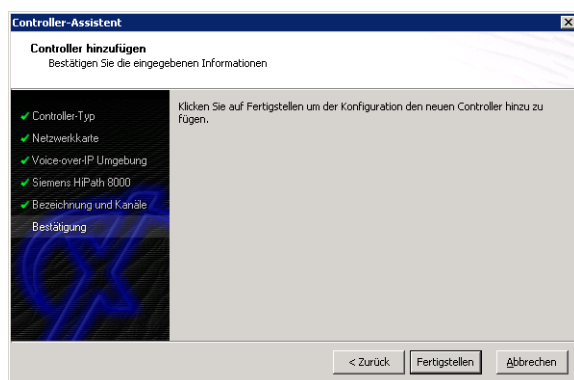 Controller-Assistent
Controller hinzufügen
Bestätigen Sie die eingegebenen Informationen
Controller-Typ
Netzwerkkarte
Voice-over-IP Umgebung
Siemens HiPath 8000
Bezeichnung und Kanäle
Bestätigung
Klicken Sie auf Fertigstellen um der Konfiguration den neuen Controller hinzu zu
fügen.
< Zurück
Fertigstellen
Abbrechen